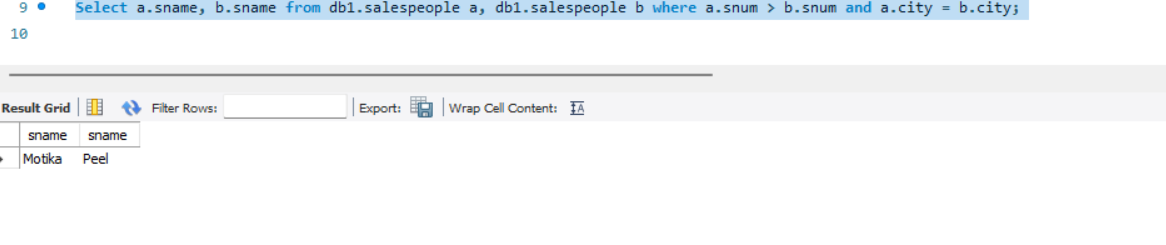 9 Select a.sname, b.sname from db1.salespeople a, db1.salespeople b where a.snum > b.snum and a.city = b.city;
10
Result Grid Filter Rows: Export: Wrap Cell Content: IA
sname sname
Motika Peel